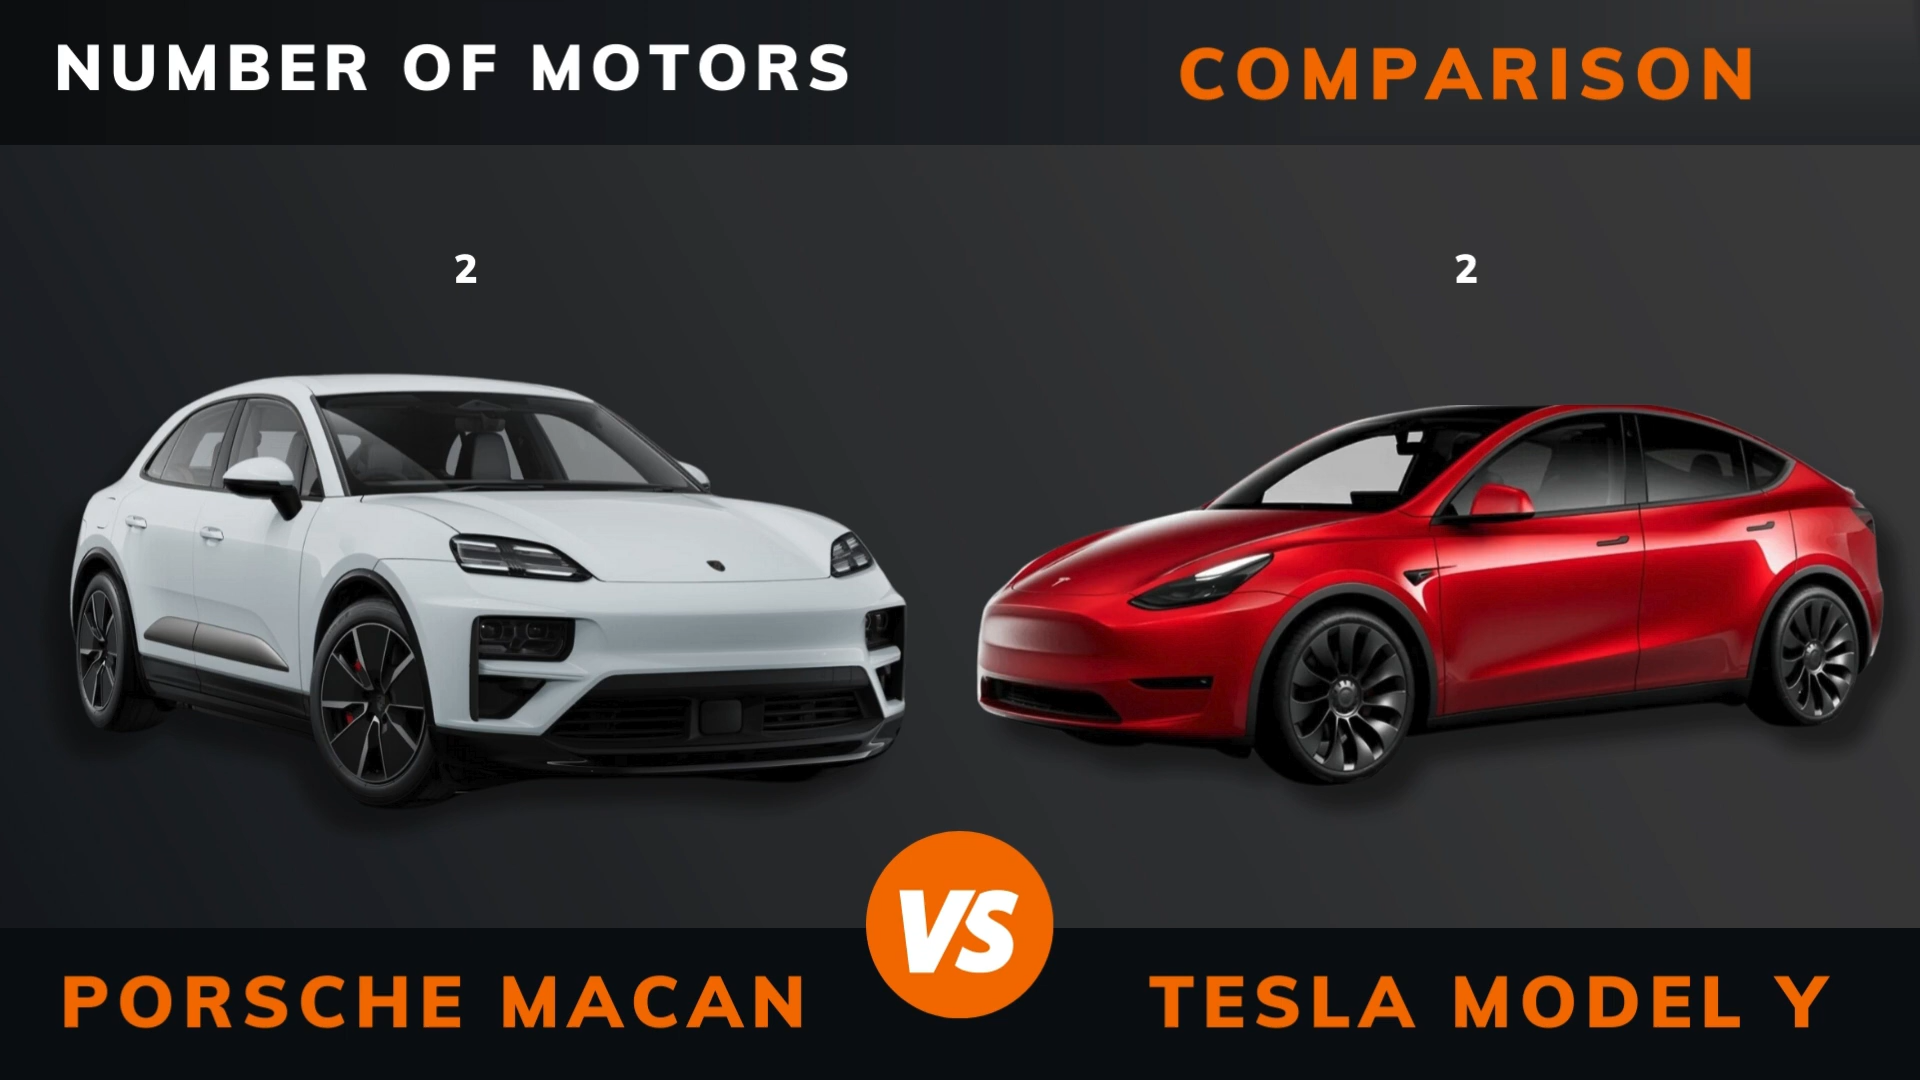 NUMBER OF MOTORS
COMPARISON
2
2
VS
PORSCHE MACAN
TESLA MODEL Y